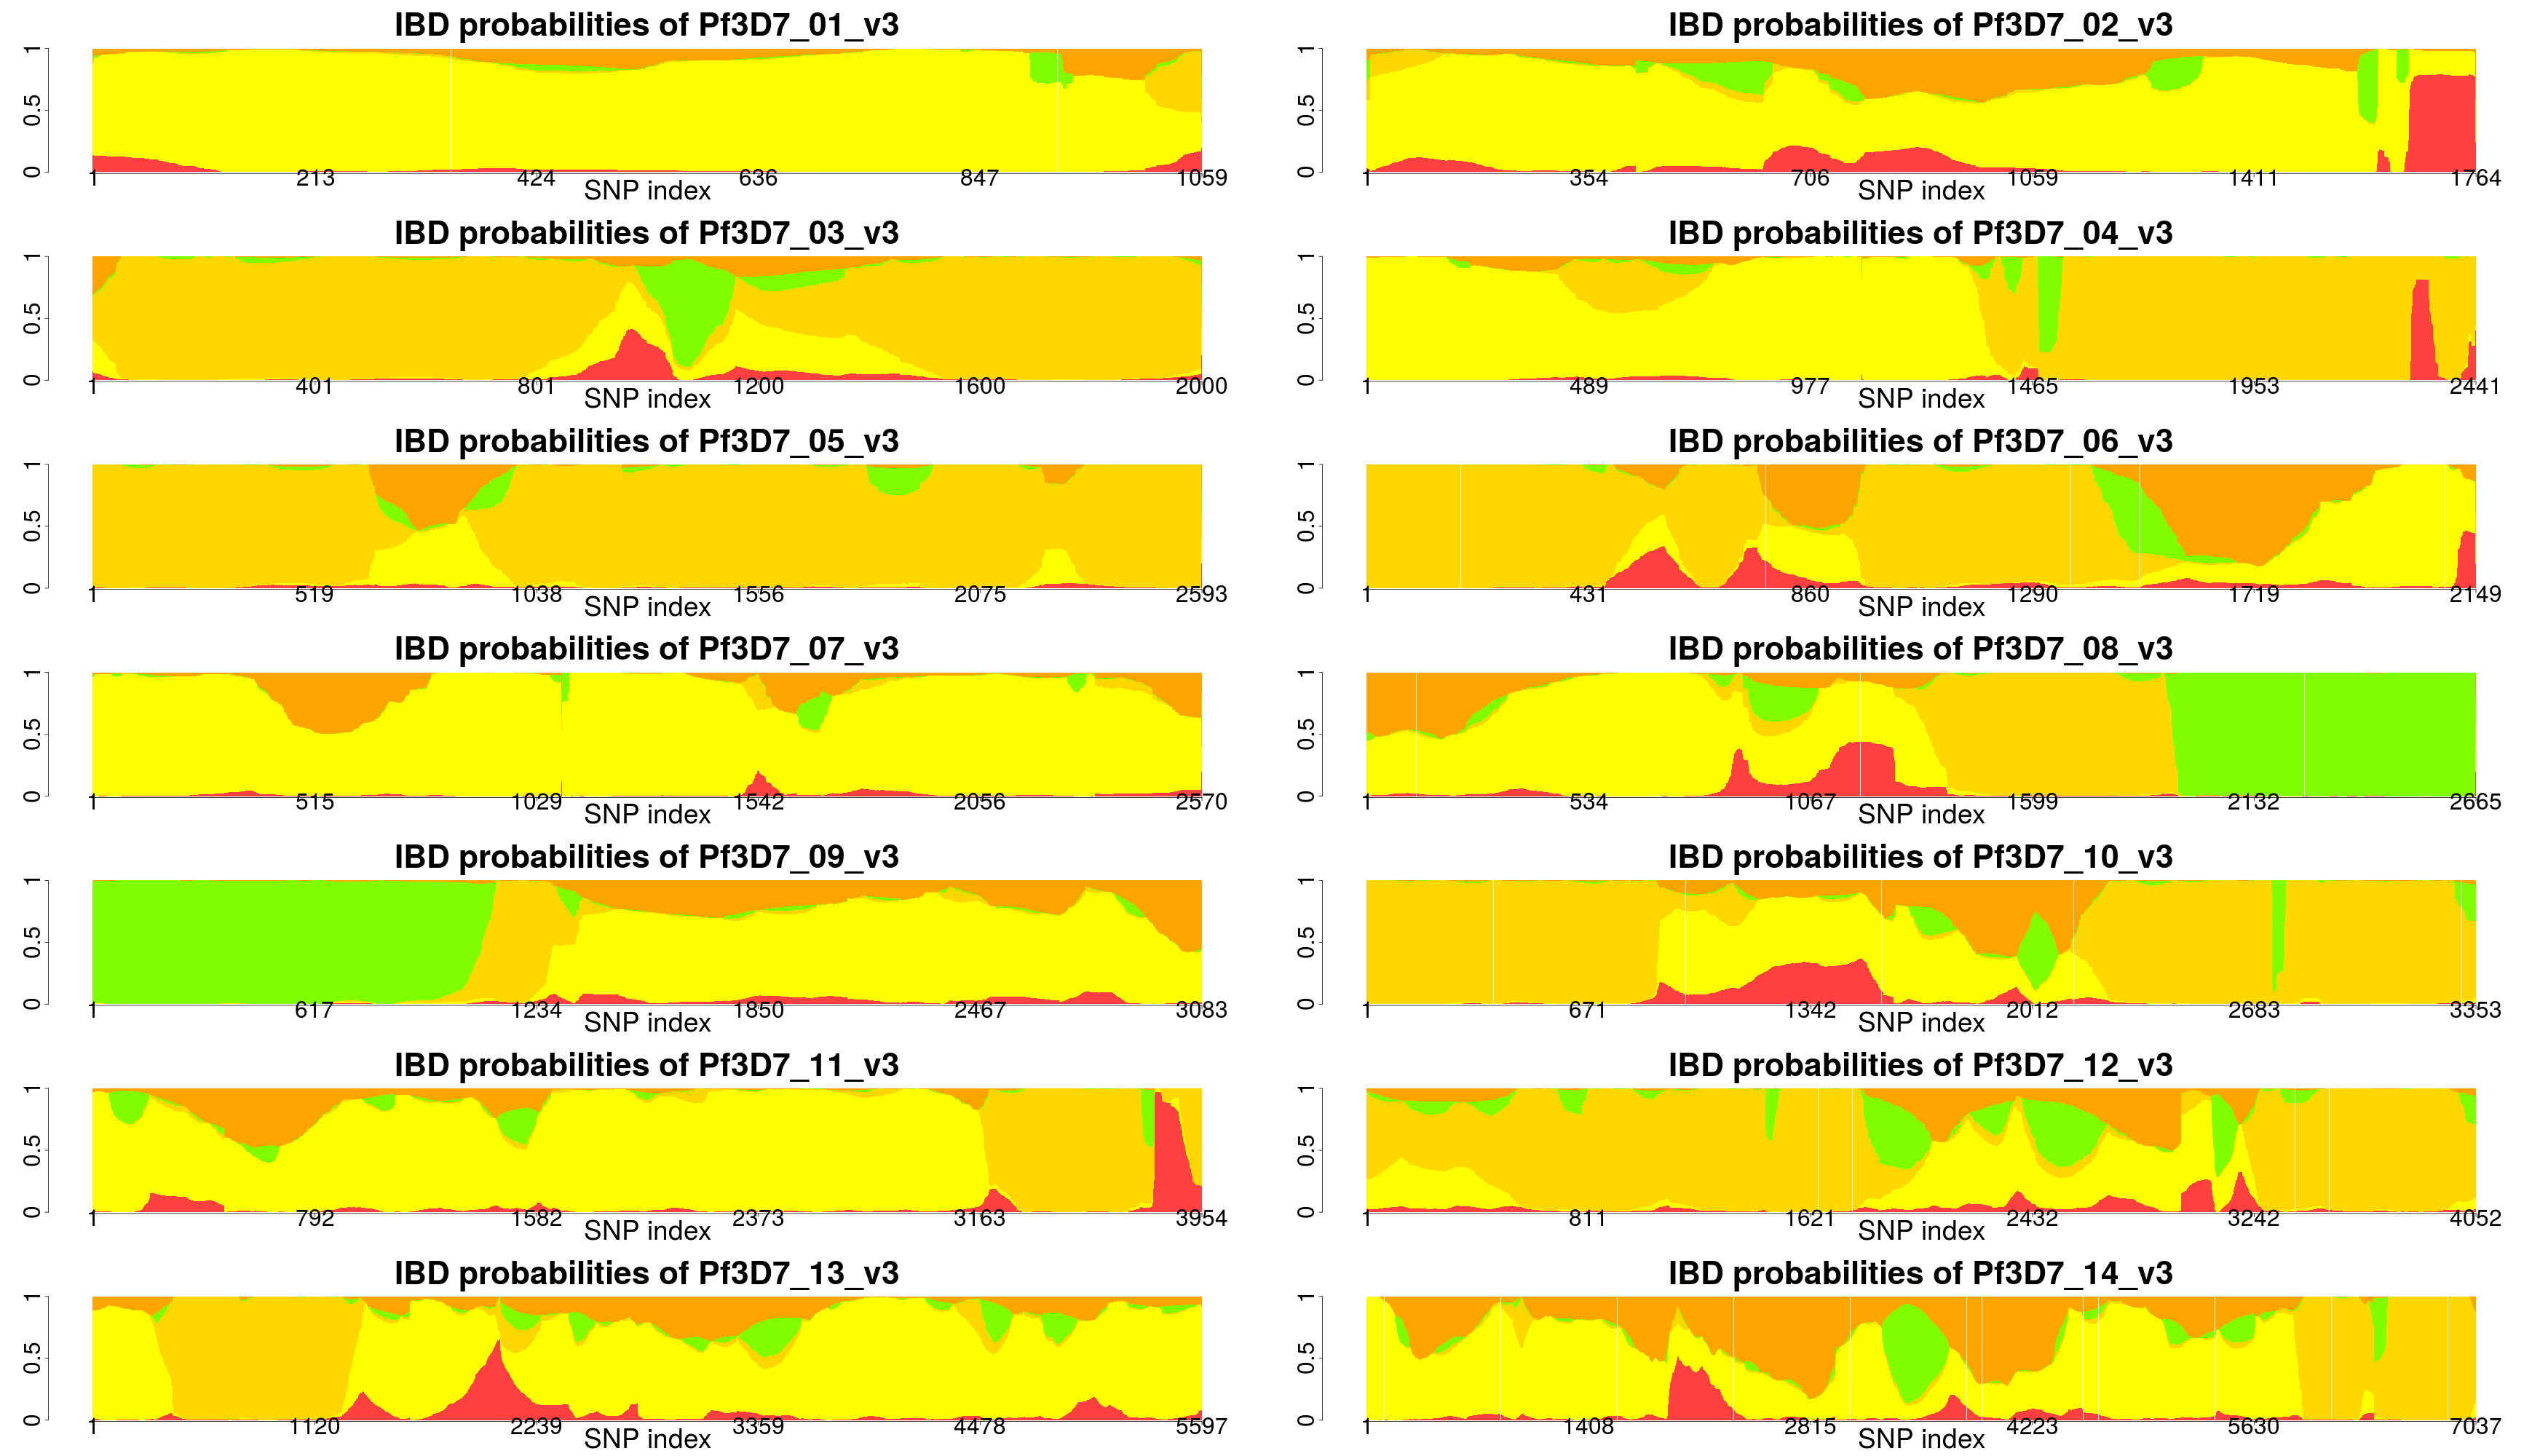 IBD probabilities of Pf3D7_01_v3
0 0.5 1
1 213 424 636 847 1059
SNP index
IBD probabilities of Pf3D7_02_v3
0 0.5 1
1 354 706 1059 1411 1764
SNP index
IBD probabilities of Pf3D7_03_v3
0 0.5 1
1 401 801 1200 1600 2000
SNP index
IBD probabilities of Pf3D7_04_v3
0 0.5 1
1 489 977 1465 1953 2441
SNP index
IBD probabilities of Pf3D7_05_v3
0 0.5 1
1 519 1038 1556 2075 2593
SNP index
IBD probabilities of Pf3D7_06_v3
0 0.5 1
1 431 860 1290 1719 2149
SNP index
IBD probabilities of Pf3D7_07_v3
0 0.5 1
1 515 1029 1542 2056 2570
SNP index
IBD probabilities of Pf3D7_08_v3
0 0.5 1
1 534 1067 1599 2132 2665
SNP index
IBD probabilities of Pf3D7_09_v3
0 0.5 1
1 617 1234 1850 2467 3083
SNP index
IBD probabilities of Pf3D7_10_v3
0 0.5 1
1 671 1342 2012 2683 3353
SNP index
IBD probabilities of Pf3D7_11_v3
0 0.5 1
1 792 1582 2373 3163 3954
SNP index
IBD probabilities of Pf3D7_12_v3
0 0.5 1
1 811 1621 2432 3242 4052
SNP index
IBD probabilities of Pf3D7_13_v3
0 0.5 1
1 1120 2239 3359 4478 5597
SNP index
IBD probabilities of Pf3D7_14_v3
0 0.5 1
1 1408 2815 4223 5630 7037
SNP index